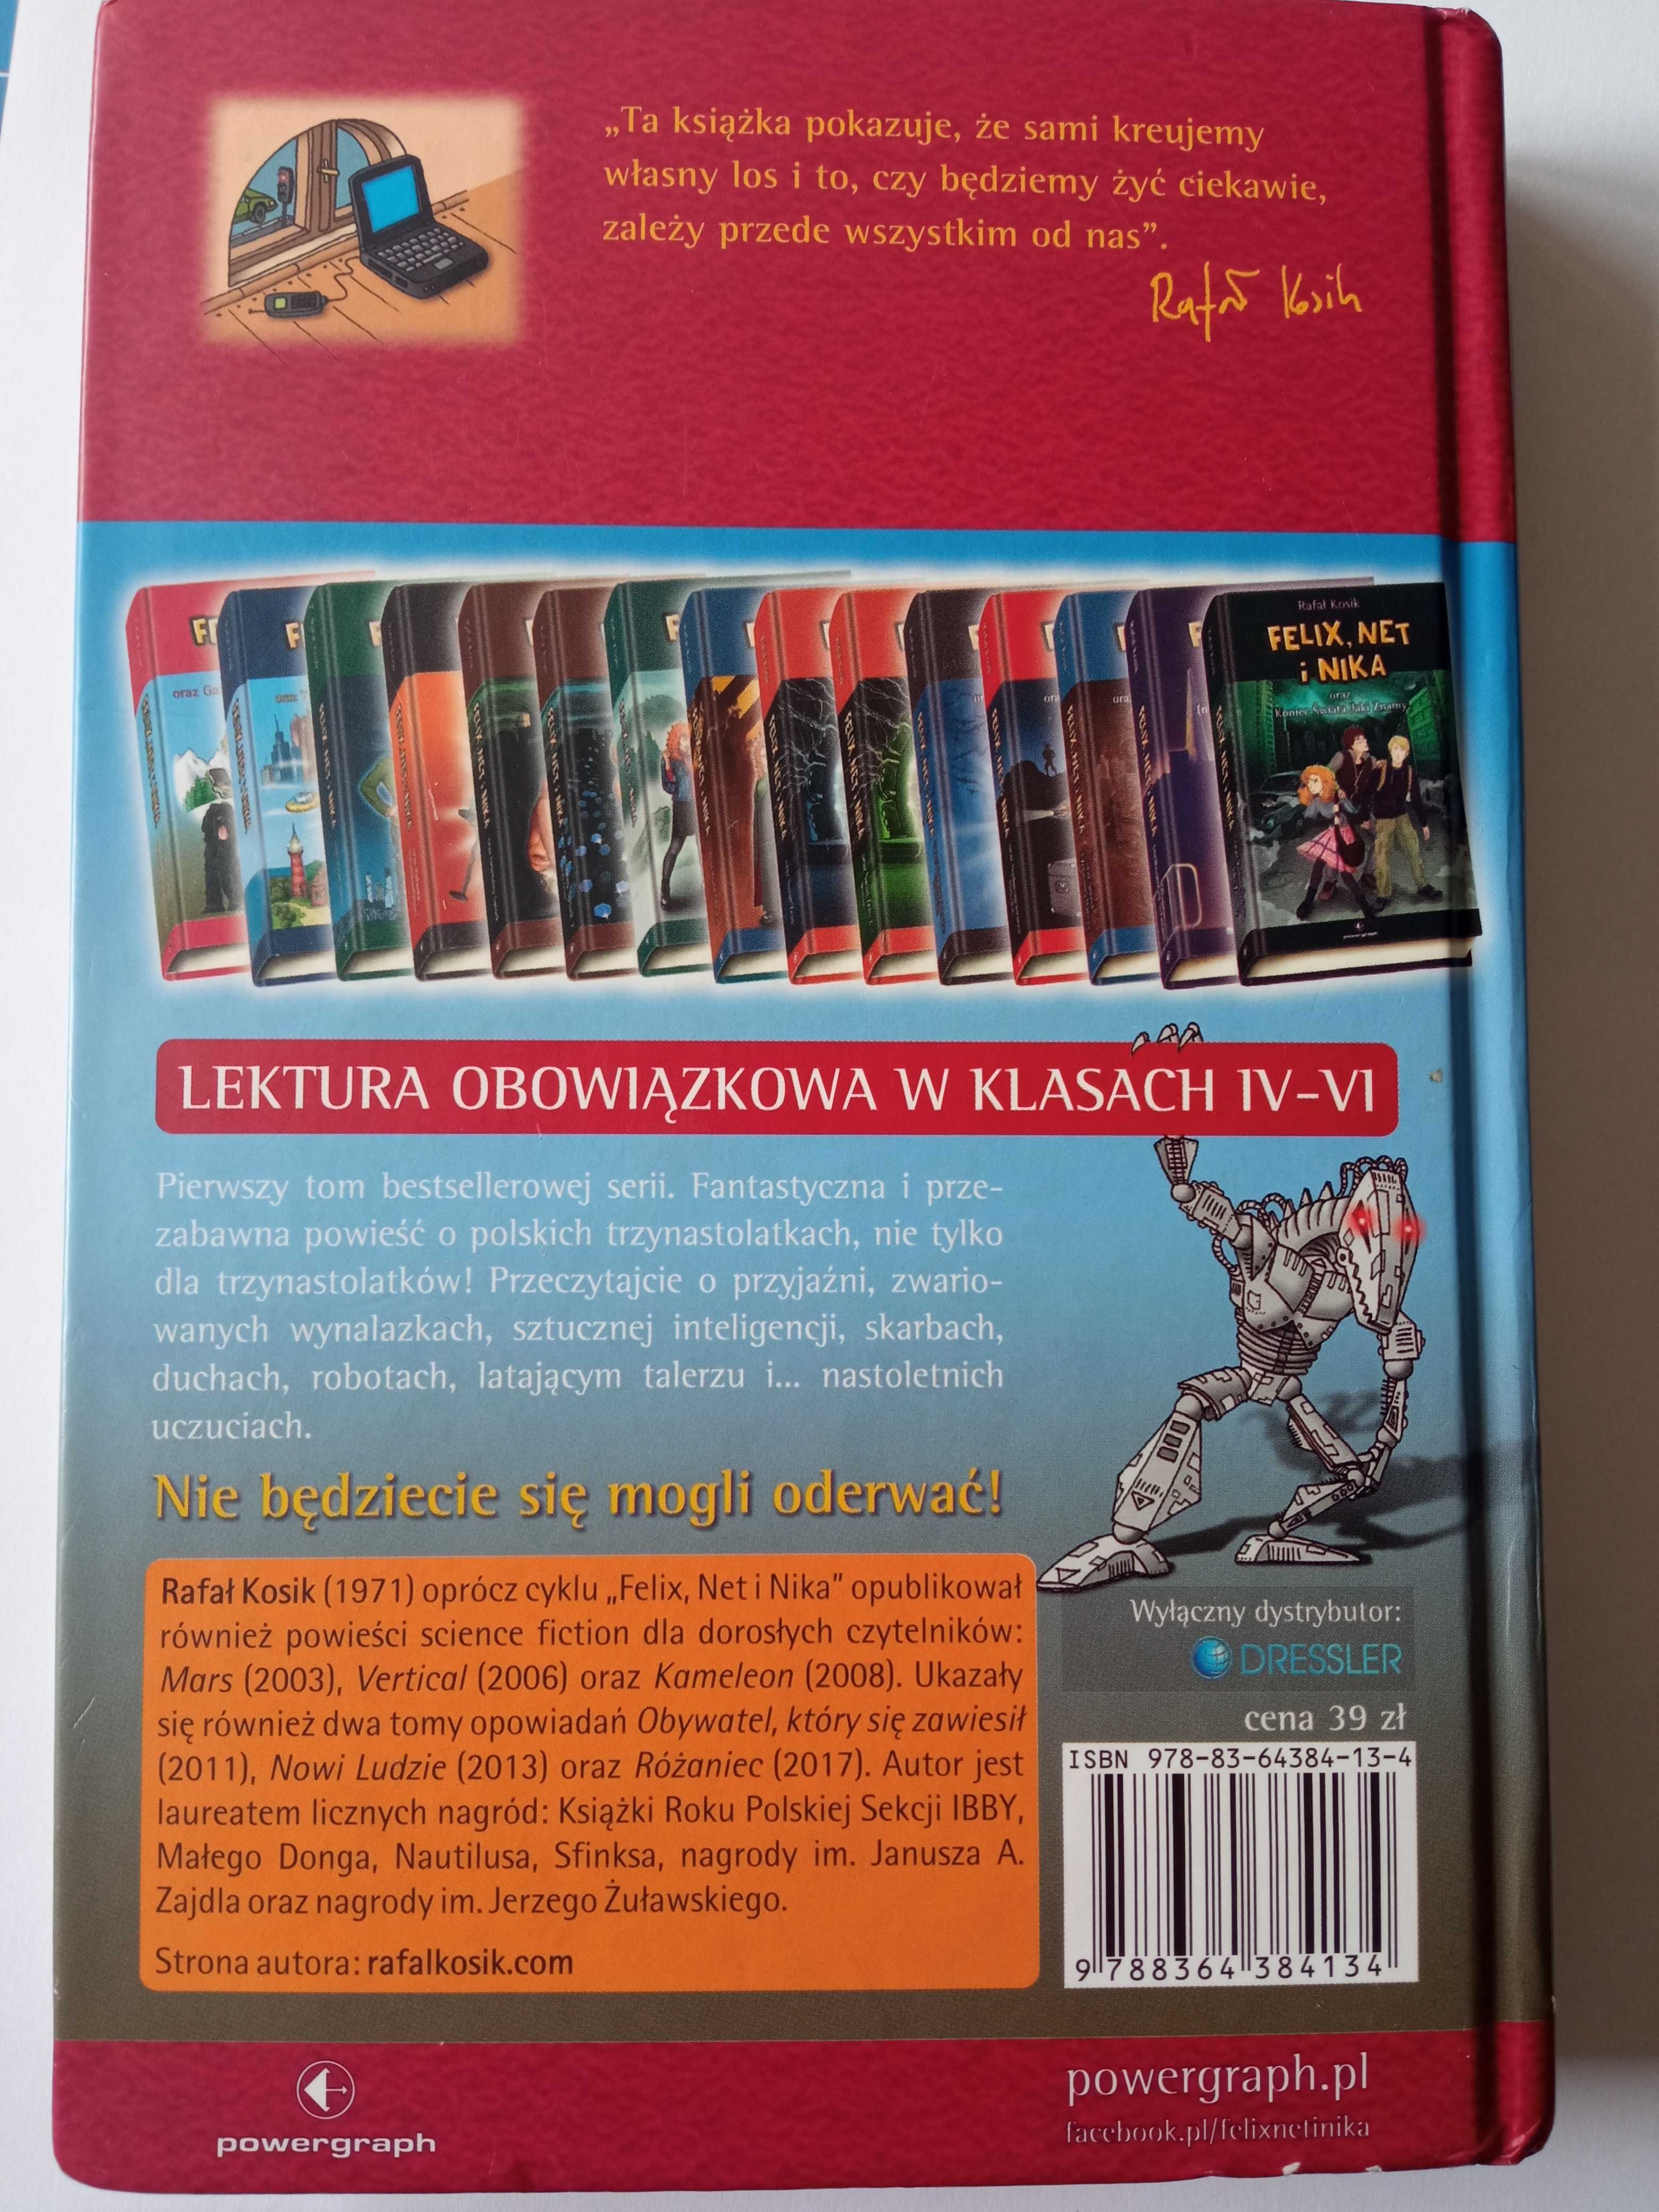 „Ta książka pokazuje, że sami kreujemy
własny los i to, czy będziemy żyć ciekawie,
zależy przede wszystkim od nas”.
Rafał Kosik
Rafał Kosik
FELIX, NET
i NIKA
oraz
Koniec Świata Jaki Znamy
powergraph
LEKTURA OBOWIĄZKOWA W KLASACH IV–VI
Pierwszy tom bestsellerowej serii. Fantastyczna i prze-
zabawna powieść o polskich trzynastolatkach, nie tylko
dla trzynastolatków! Przeczytajcie o przyjaźni, zwario-
wanych wynalazkach, sztucznej inteligencji, skarbach,
duchach, robotach, latającym talerzu i... nastoletnich
uczuciach.
Nie będziecie się mogli oderwać!
Rafał Kosik (1971) oprócz cyklu „Felix, Net i Nika” opublikował
również powieści science fiction dla dorosłych czytelników:
Mars (2003), Vertical (2006) oraz Kameleon (2008). Ukazały
się również dwa tomy opowiadań Obywatel, który się zawiesił
(2011), Nowi Ludzie (2013) oraz Różaniec (2017). Autor jest
laureatem licznych nagród: Książki Roku Polskiej Sekcji IBBY,
Małego Donga, Nautilusa, Sfinksa, nagrody im. Janusza A.
Zajdla oraz nagrody im. Jerzego Żuławskiego.
Strona autora: rafalkosik.com
Wyłączny dystrybutor:
DRESSLER
cena 39 zł
ISBN 978-83-64384-13-4
9 788364 384134
powergraph
powergraph.pl
facebook.pl/felixnetinika